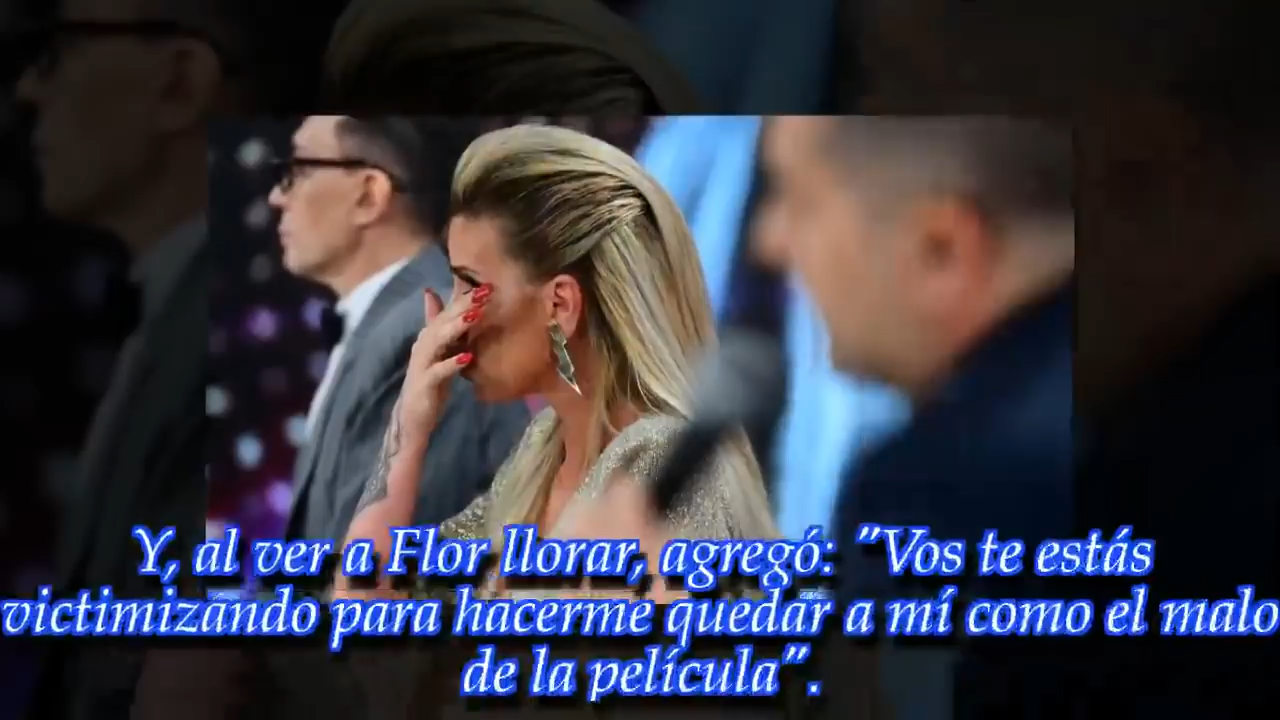 Y, al ver a Flor llorar, agregó: "Vos te estás
victimizando para hacerme quedar a mí como el malo
de la película".